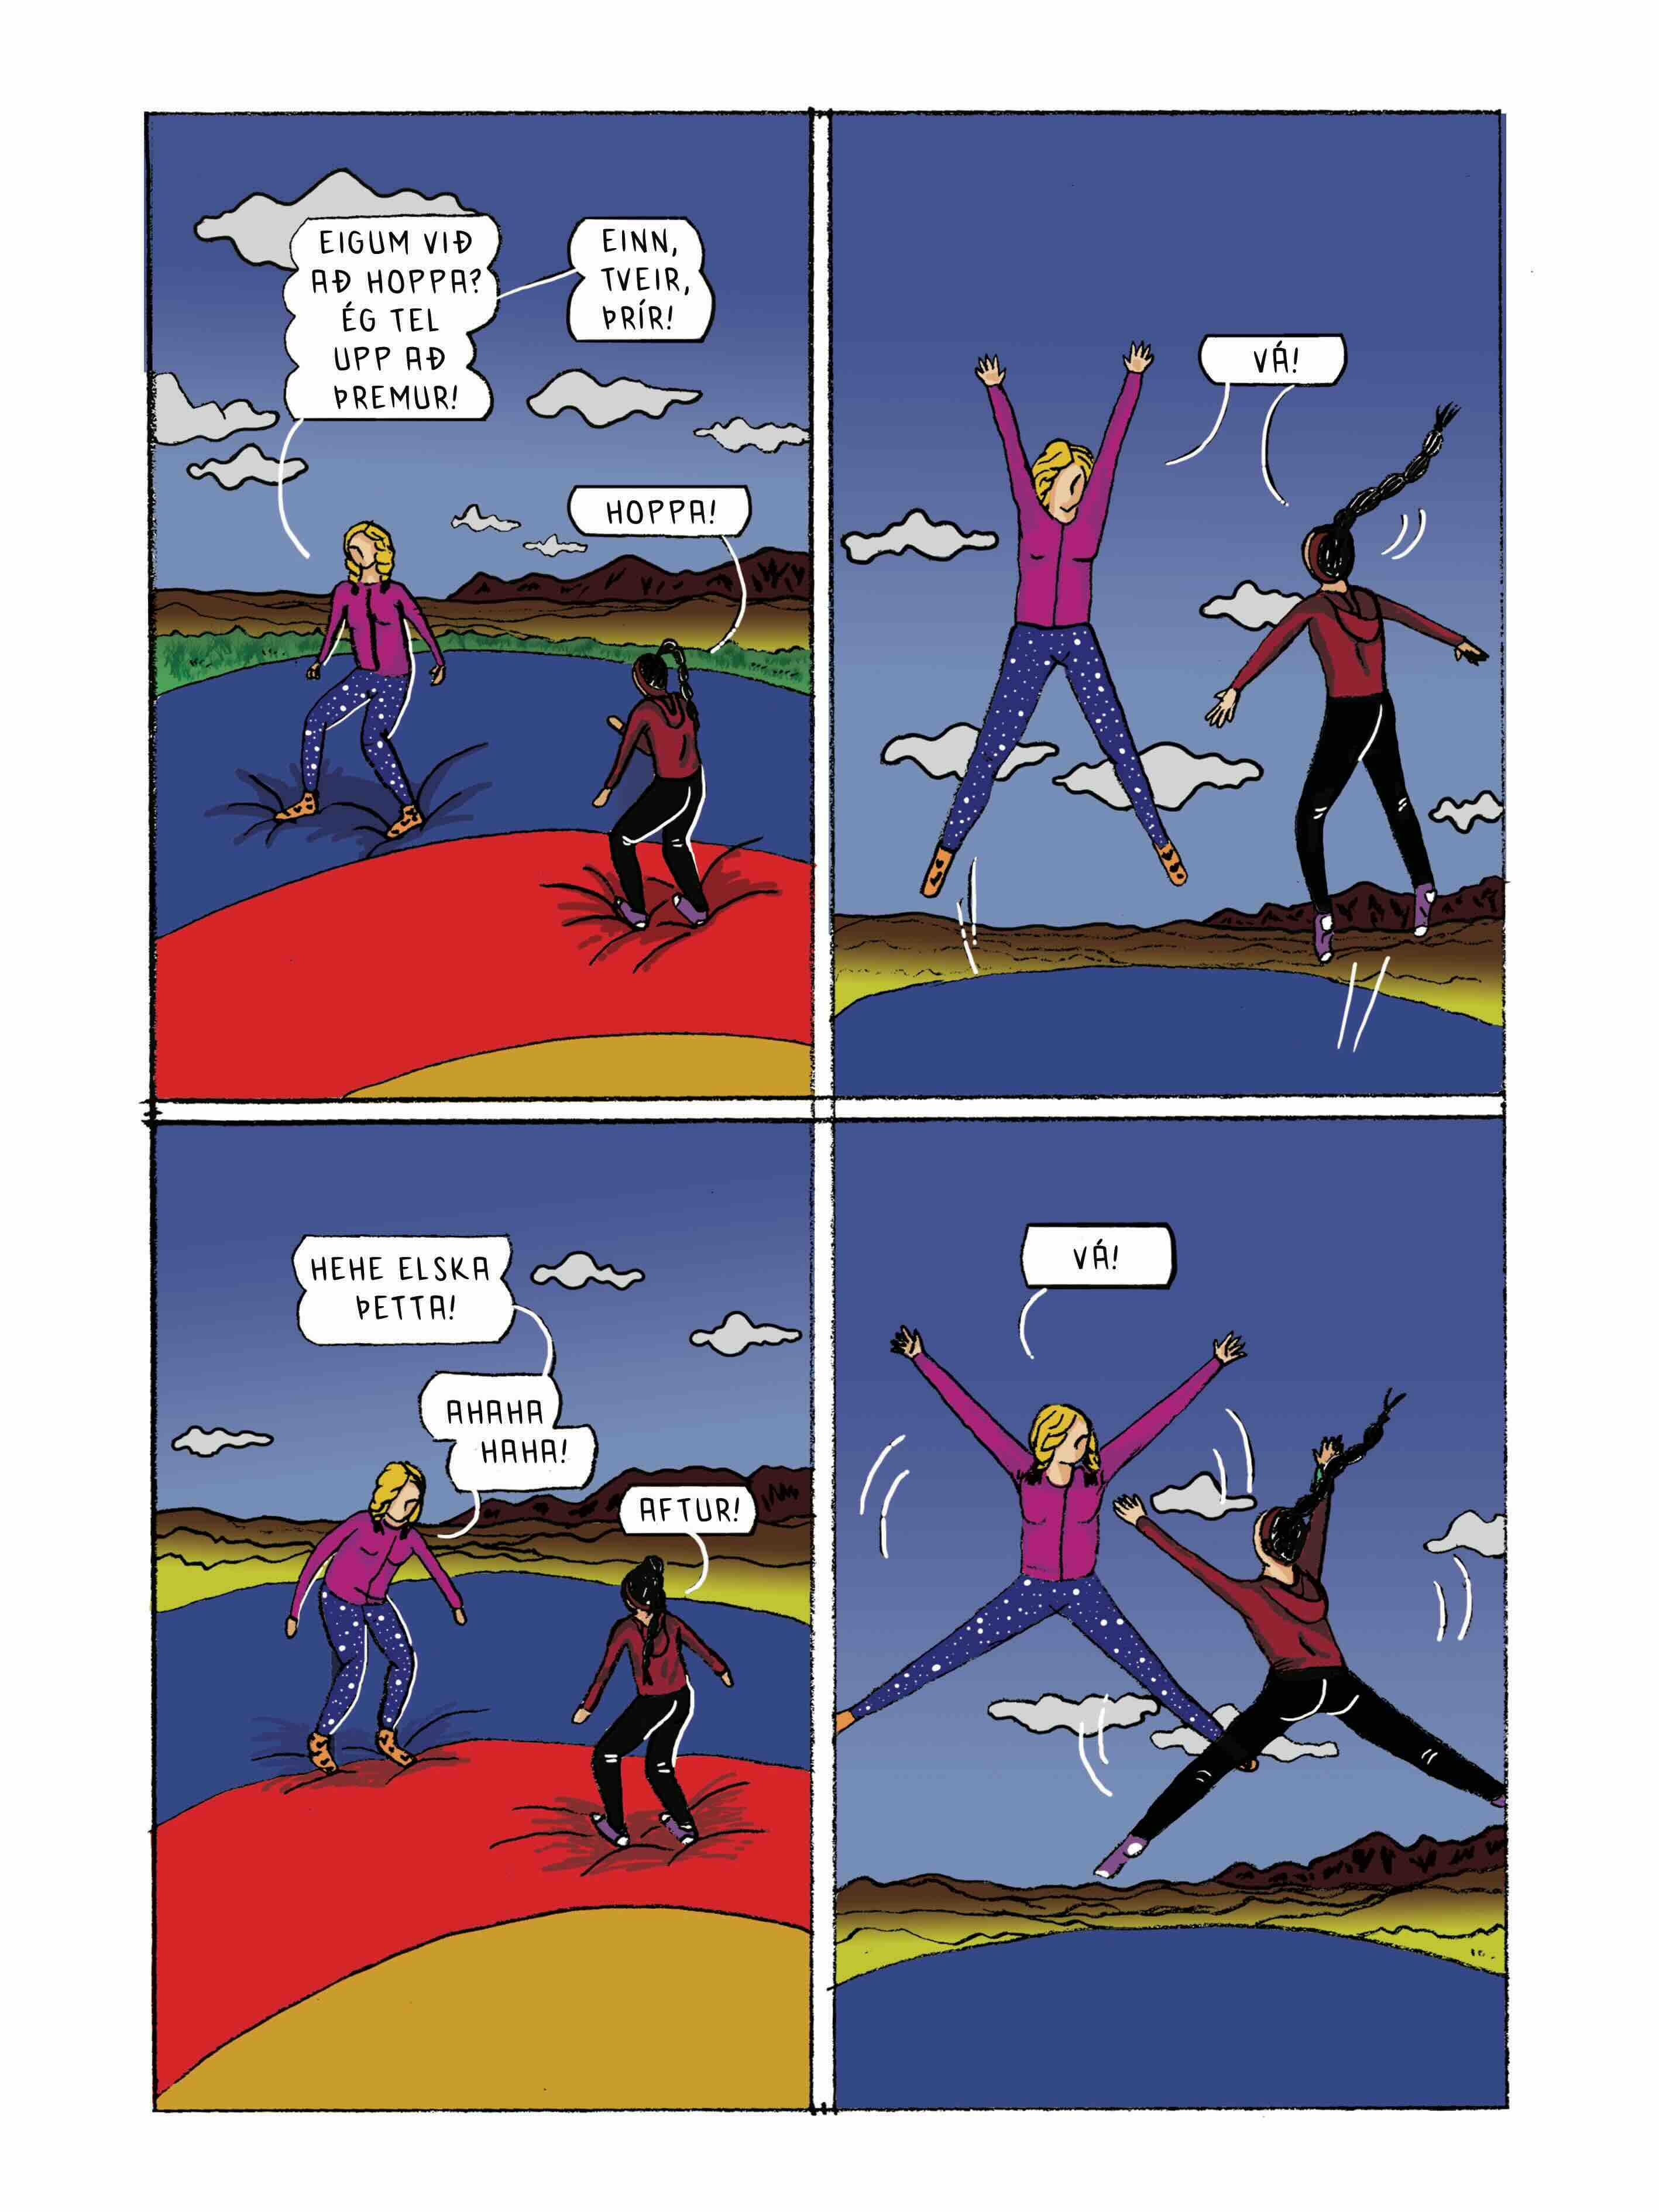 EIGUM VIÐ
AÐ HOPPA?
ÉG TEL
UPP AÐ
ÞREMUR!
EINN,
TVEIR,
ÞRÍR!
HOPPA!
VÁ!
HEHE ELSKA
ÞETTA!
AHAHA
HAHA!
AFTUR!
VÁ!